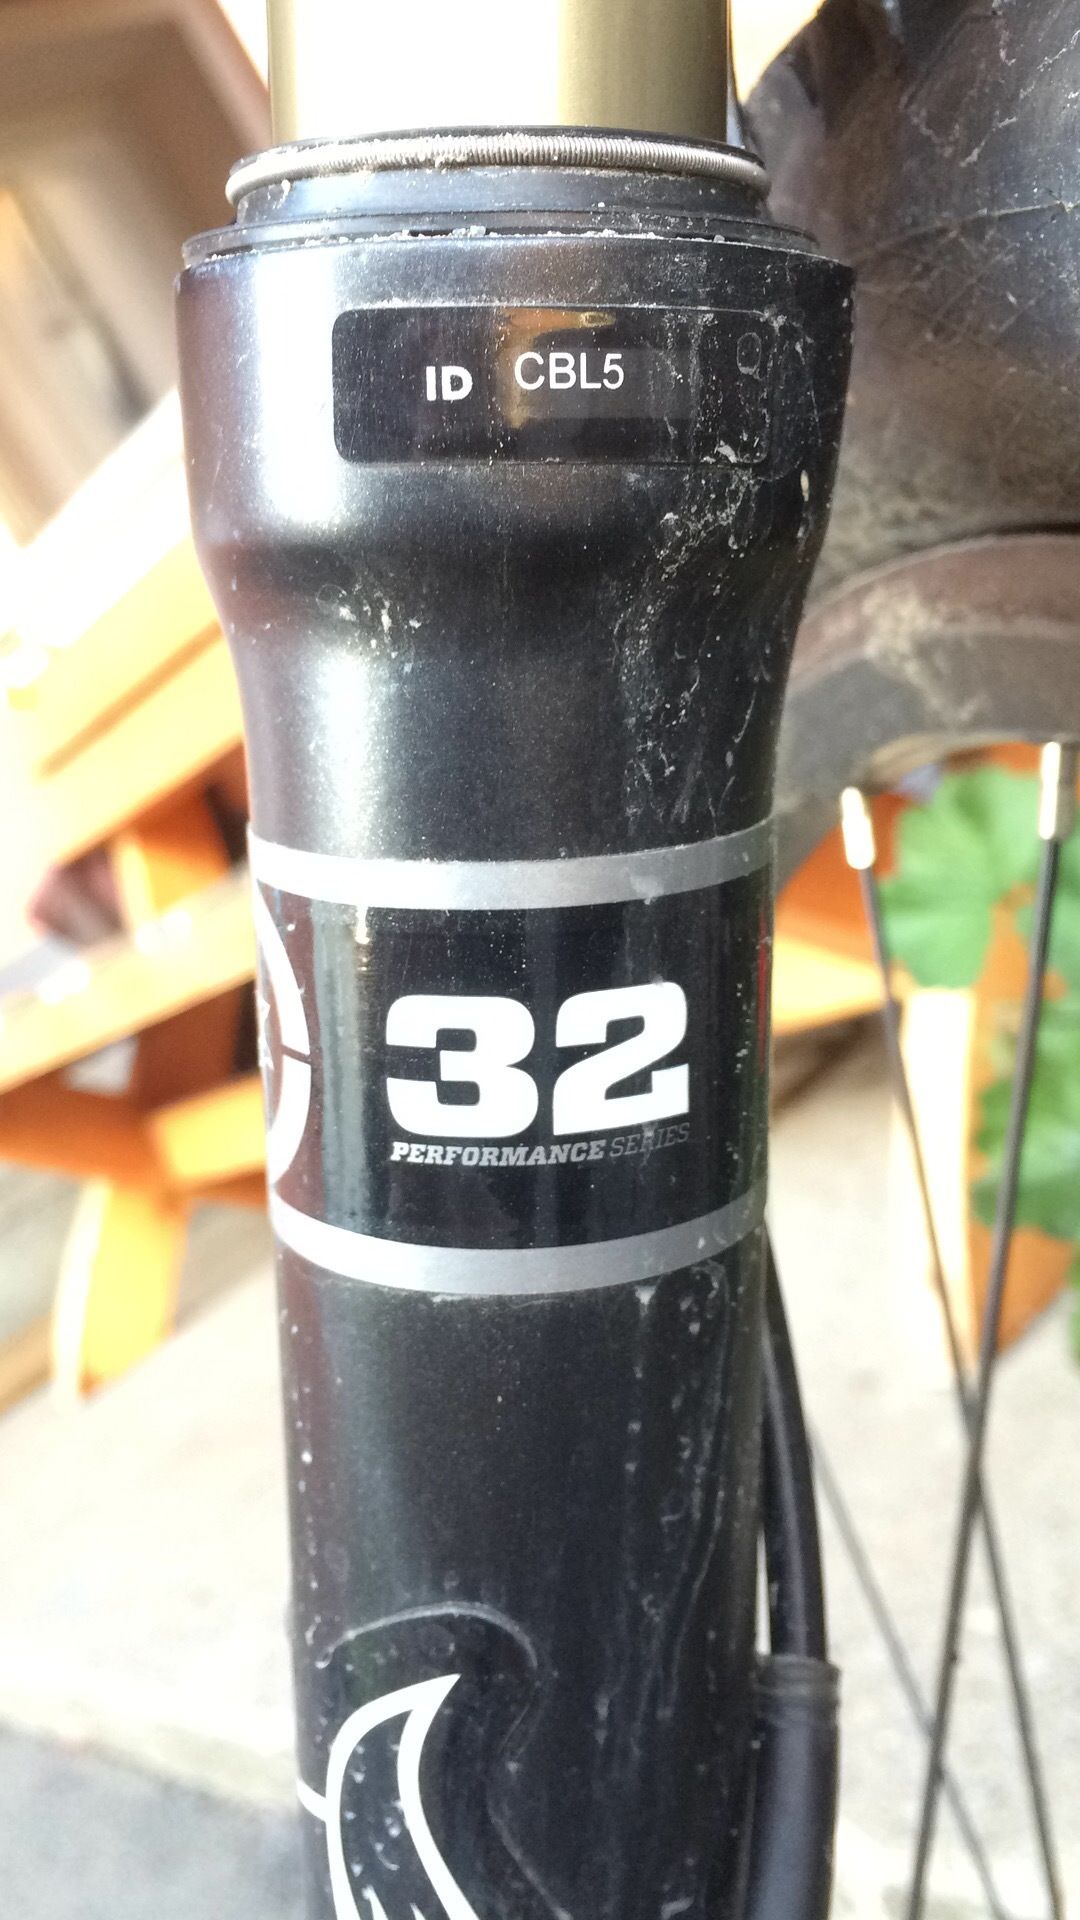 ID CBL5
32
PERFORMANCE SERIES